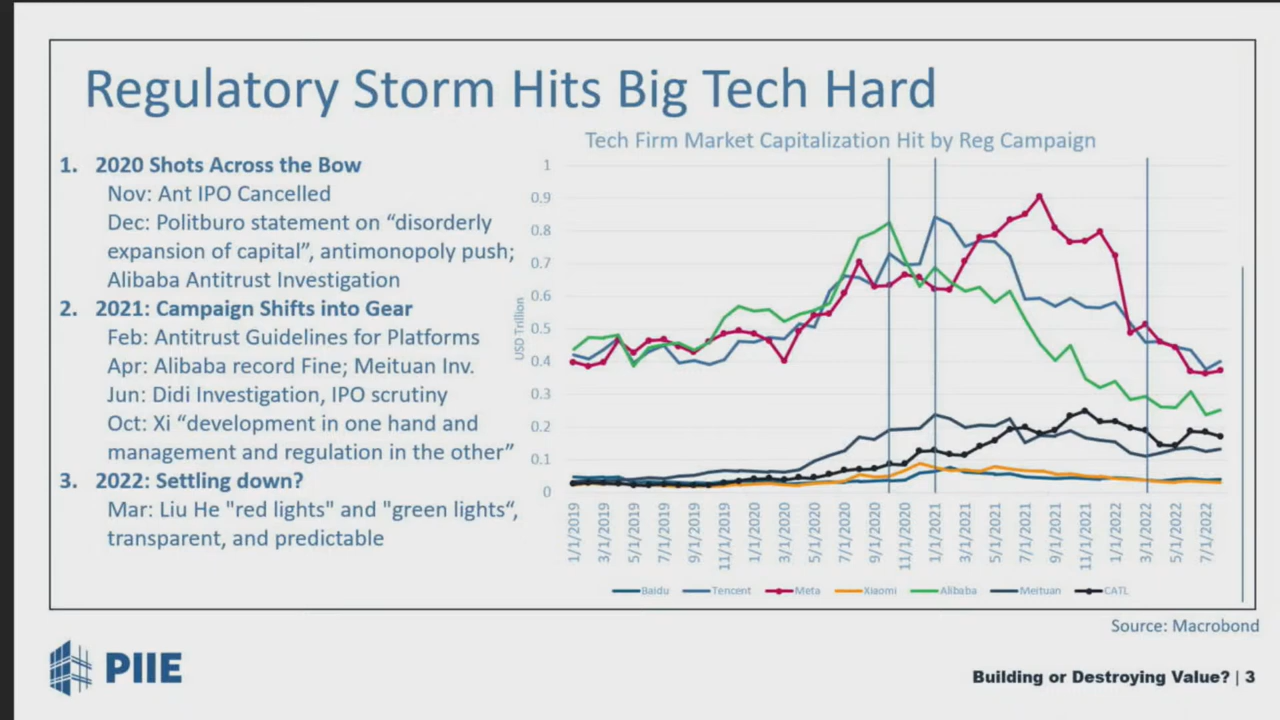 Regulatory Storm Hits Big Tech Hard
1. 2020 Shots Across the Bow
Nov: Ant IPO Cancelled
Dec: Politburo statement on “disorderly
expansion of capital”, antimonopoly push;
Alibaba Antitrust Investigation
2. 2021: Campaign Shifts into Gear
Feb: Antitrust Guidelines for Platforms
Apr: Alibaba record Fine; Meituan Inv.
Jun: Didi Investigation, IPO scrutiny
Oct: Xi “development in one hand and
management and regulation in the other”
3. 2022: Settling down?
Mar: Liu He "red lights" and "green lights“,
transparent, and predictable
Tech Firm Market Capitalization Hit by Reg Campaign
USD Trillion
1
0.9
0.8
0.7
0.6
0.5
0.4
0.3
0.2
0.1
0
1/1/2019
3/1/2019
5/1/2019
7/1/2019
9/1/2019
11/1/2019
1/1/2020
3/1/2020
5/1/2020
7/1/2020
9/1/2020
11/1/2020
1/1/2021
3/1/2021
5/1/2021
7/1/2021
9/1/2021
11/1/2021
1/1/2022
3/1/2022
5/1/2022
7/1/2022
Baidu Tencent Meta Xiaomi Alibaba Meituan CATL
Source: Macrobond
PIIE
Building or Destroying Value? | 3